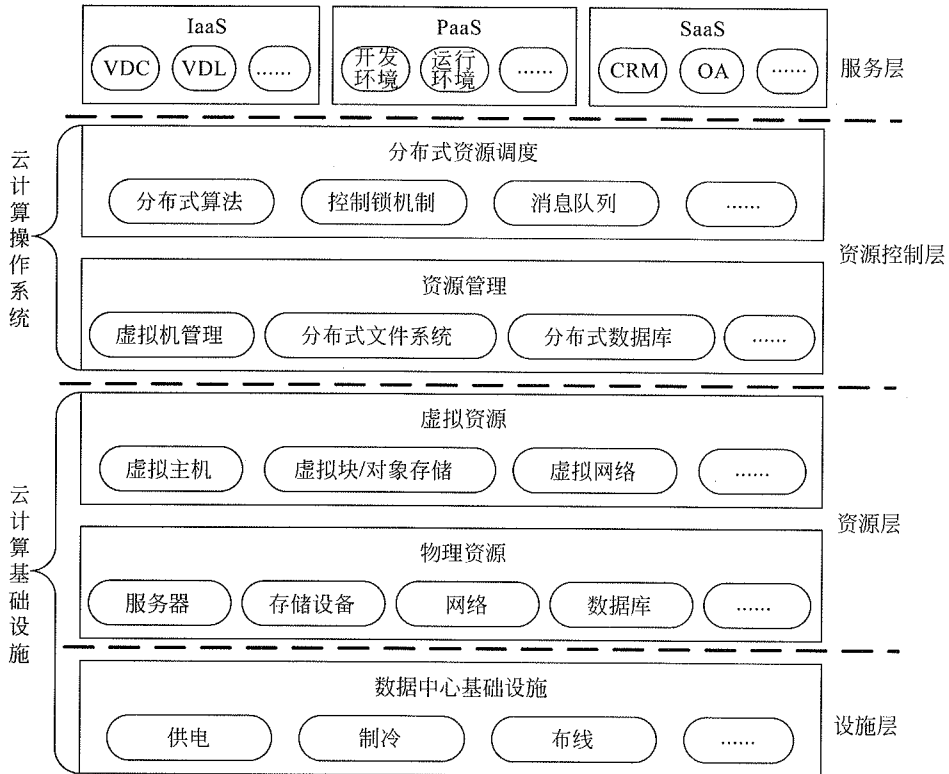 IaaS
VDC
VDL
……
PaaS
开发
环境
运行
环境
……
SaaS
CRM
OA
……
服务层
云计算操作系统
分布式资源调度
分布式算法
控制锁机制
消息队列
……
资源控制层
资源管理
虚拟机管理
分布式文件系统
分布式数据库
……
云计算基础设施
虚拟资源
虚拟主机
虚拟块/对象存储
虚拟网络
……
资源层
物理资源
服务器
存储设备
网络
数据库
……
数据中心基础设施
供电
制冷
布线
……
设施层